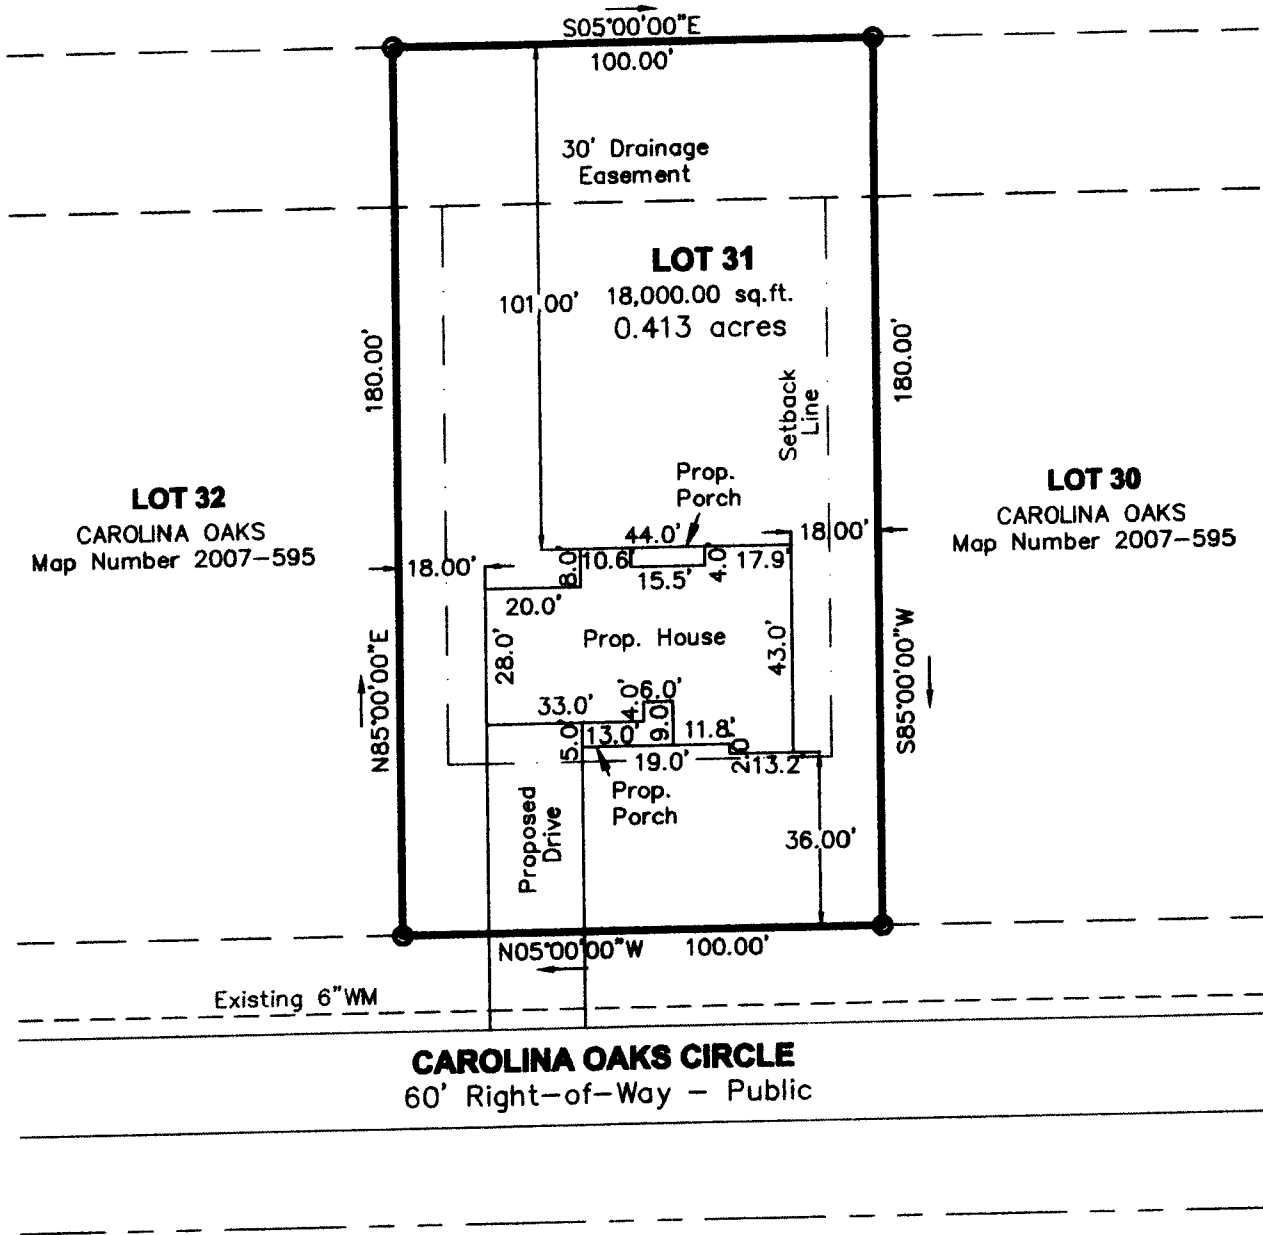 S05°00'00"E
100.00'
30' Drainage
Easement
LOT 31
18,000.00 sq.ft.
0.413 acres
101.00'
180.00'
180.00'
Setback
Line
LOT 32
CAROLINA OAKS
Map Number 2007-595
LOT 30
CAROLINA OAKS
Map Number 2007-595
Prop.
Porch
44.0'
18.00'
18.00'
8.0'
10.6'
15.5'
4.0'
17.9'
20.0'
28.0'
Prop. House
43.0'
N85°00'00"E
S85°00'00"W
33.0'
4.0'
6.0'
5.0'
13.0'
9.0'
11.8'
19.0'
2.0'
13.2'
Prop.
Porch
Proposed
Drive
36.00'
N05°00'00"W
100.00'
Existing 6"WM
CAROLINA OAKS CIRCLE
60' Right-of-Way - Public